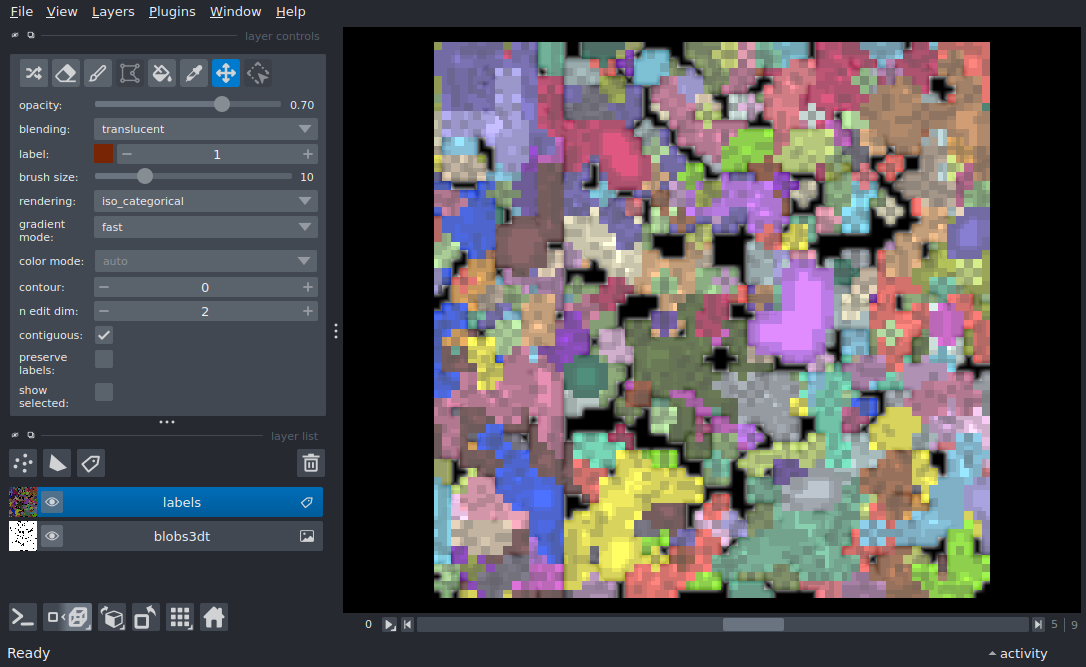 File View Layers Plugins Window Help
layer controls
opacity: 0.70
blending: translucent
label: 1
brush size: 10
rendering: iso_categorical
gradient
mode: fast
color mode: auto
contour: 0
n edit dim: 2
contiguous:
preserve
labels:
show
selected:
layer list
labels
blobs3dt
0 5 | 9
Ready activity